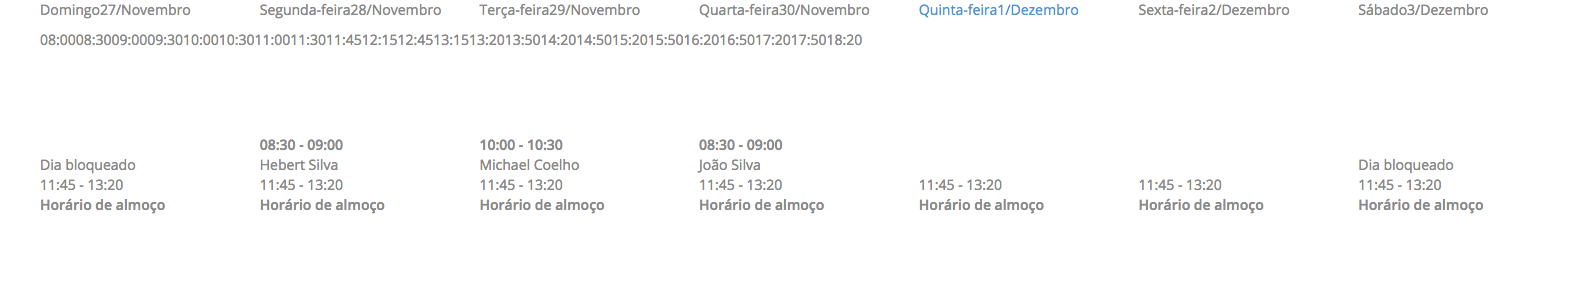 Domingo27/Novembro Segunda-feira28/Novembro Terça-feira29/Novembro Quarta-feira30/Novembro Quinta-feira1/Dezembro Sexta-feira2/Dezembro Sábado3/Dezembro
08:0008:3009:0009:3010:0010:3011:0011:3011:4512:1512:4513:1513:2013:5014:2014:5015:2015:5016:2016:5017:2017:5018:20
08:30 - 09:00 10:00 - 10:30 08:30 - 09:00
Dia bloqueado Hebert Silva Michael Coelho João Silva Dia bloqueado
11:45 - 13:20 11:45 - 13:20 11:45 - 13:20 11:45 - 13:20 11:45 - 13:20 11:45 - 13:20 11:45 - 13:20
Horário de almoço Horário de almoço Horário de almoço Horário de almoço Horário de almoço Horário de almoço Horário de almoço